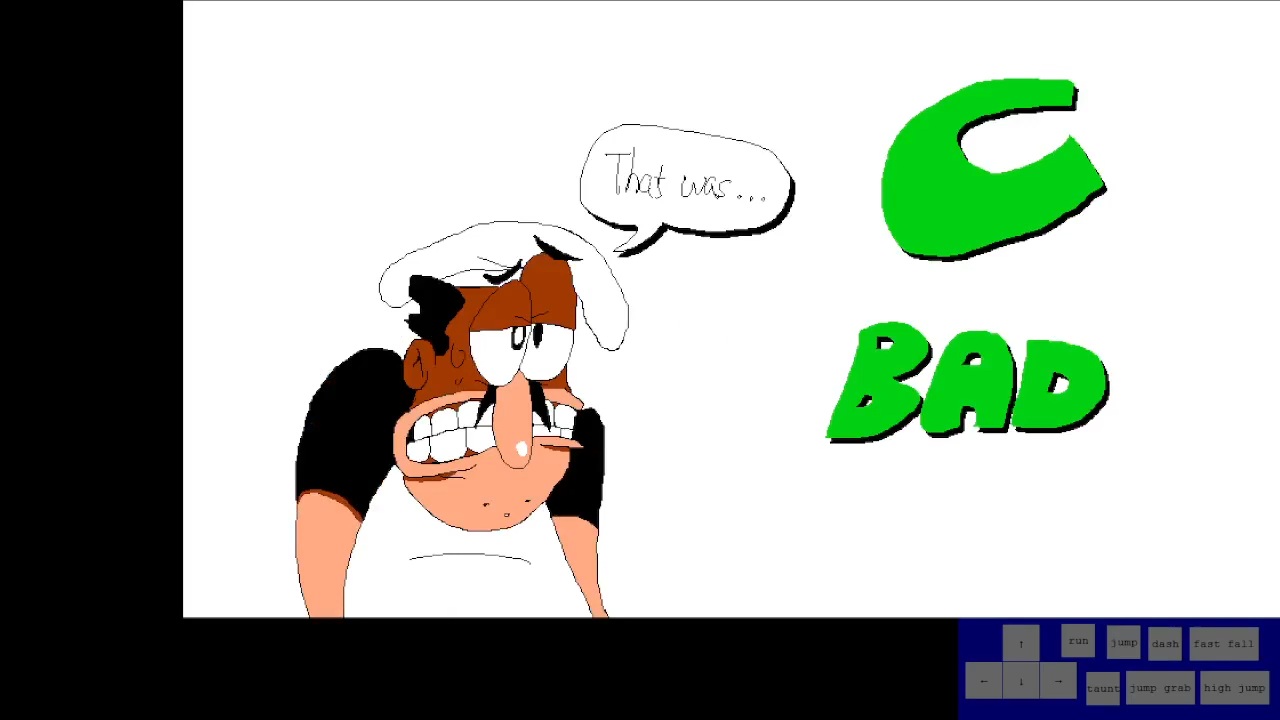 That was...
C
BAD
↑ run jump dash fast fall
← ↓ → taunt jump grab high jump